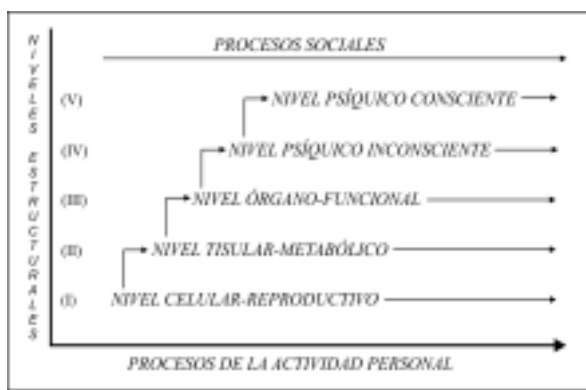 NIVELES ESTRUCTURALES
PROCESOS SOCIALES
(V) NIVEL PSÍQUICO CONSCIENTE
(IV) NIVEL PSÍQUICO INCONSCIENTE
(III) NIVEL ÓRGANO-FUNCIONAL
(II) NIVEL TISULAR-METABÓLICO
(I) NIVEL CELULAR-REPRODUCTIVO
PROCESOS DE LA ACTIVIDAD PERSONAL